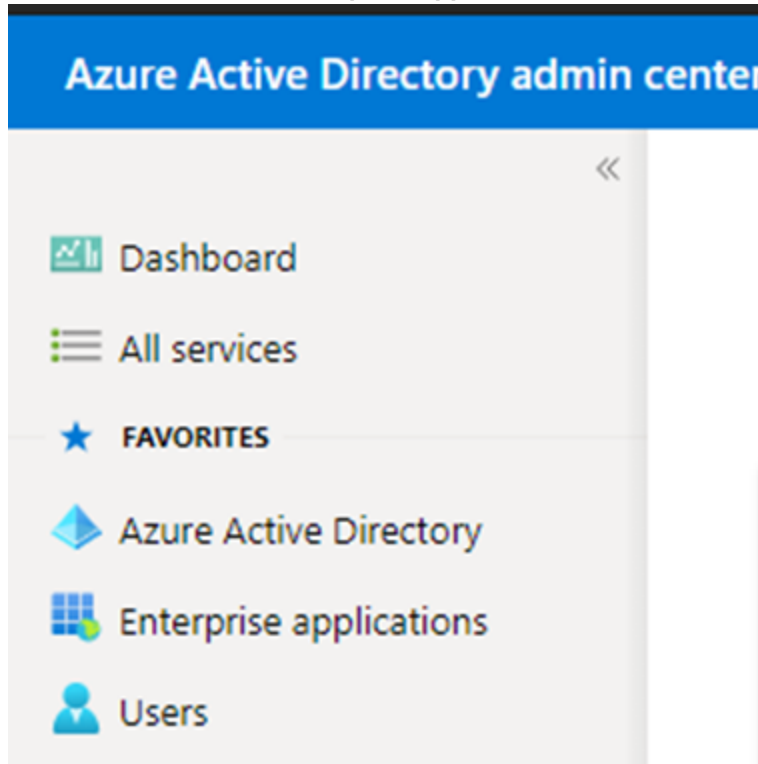 Azure Active Directory admin center
Dashboard
All services
FAVORITES
Azure Active Directory
Enterprise applications
Users